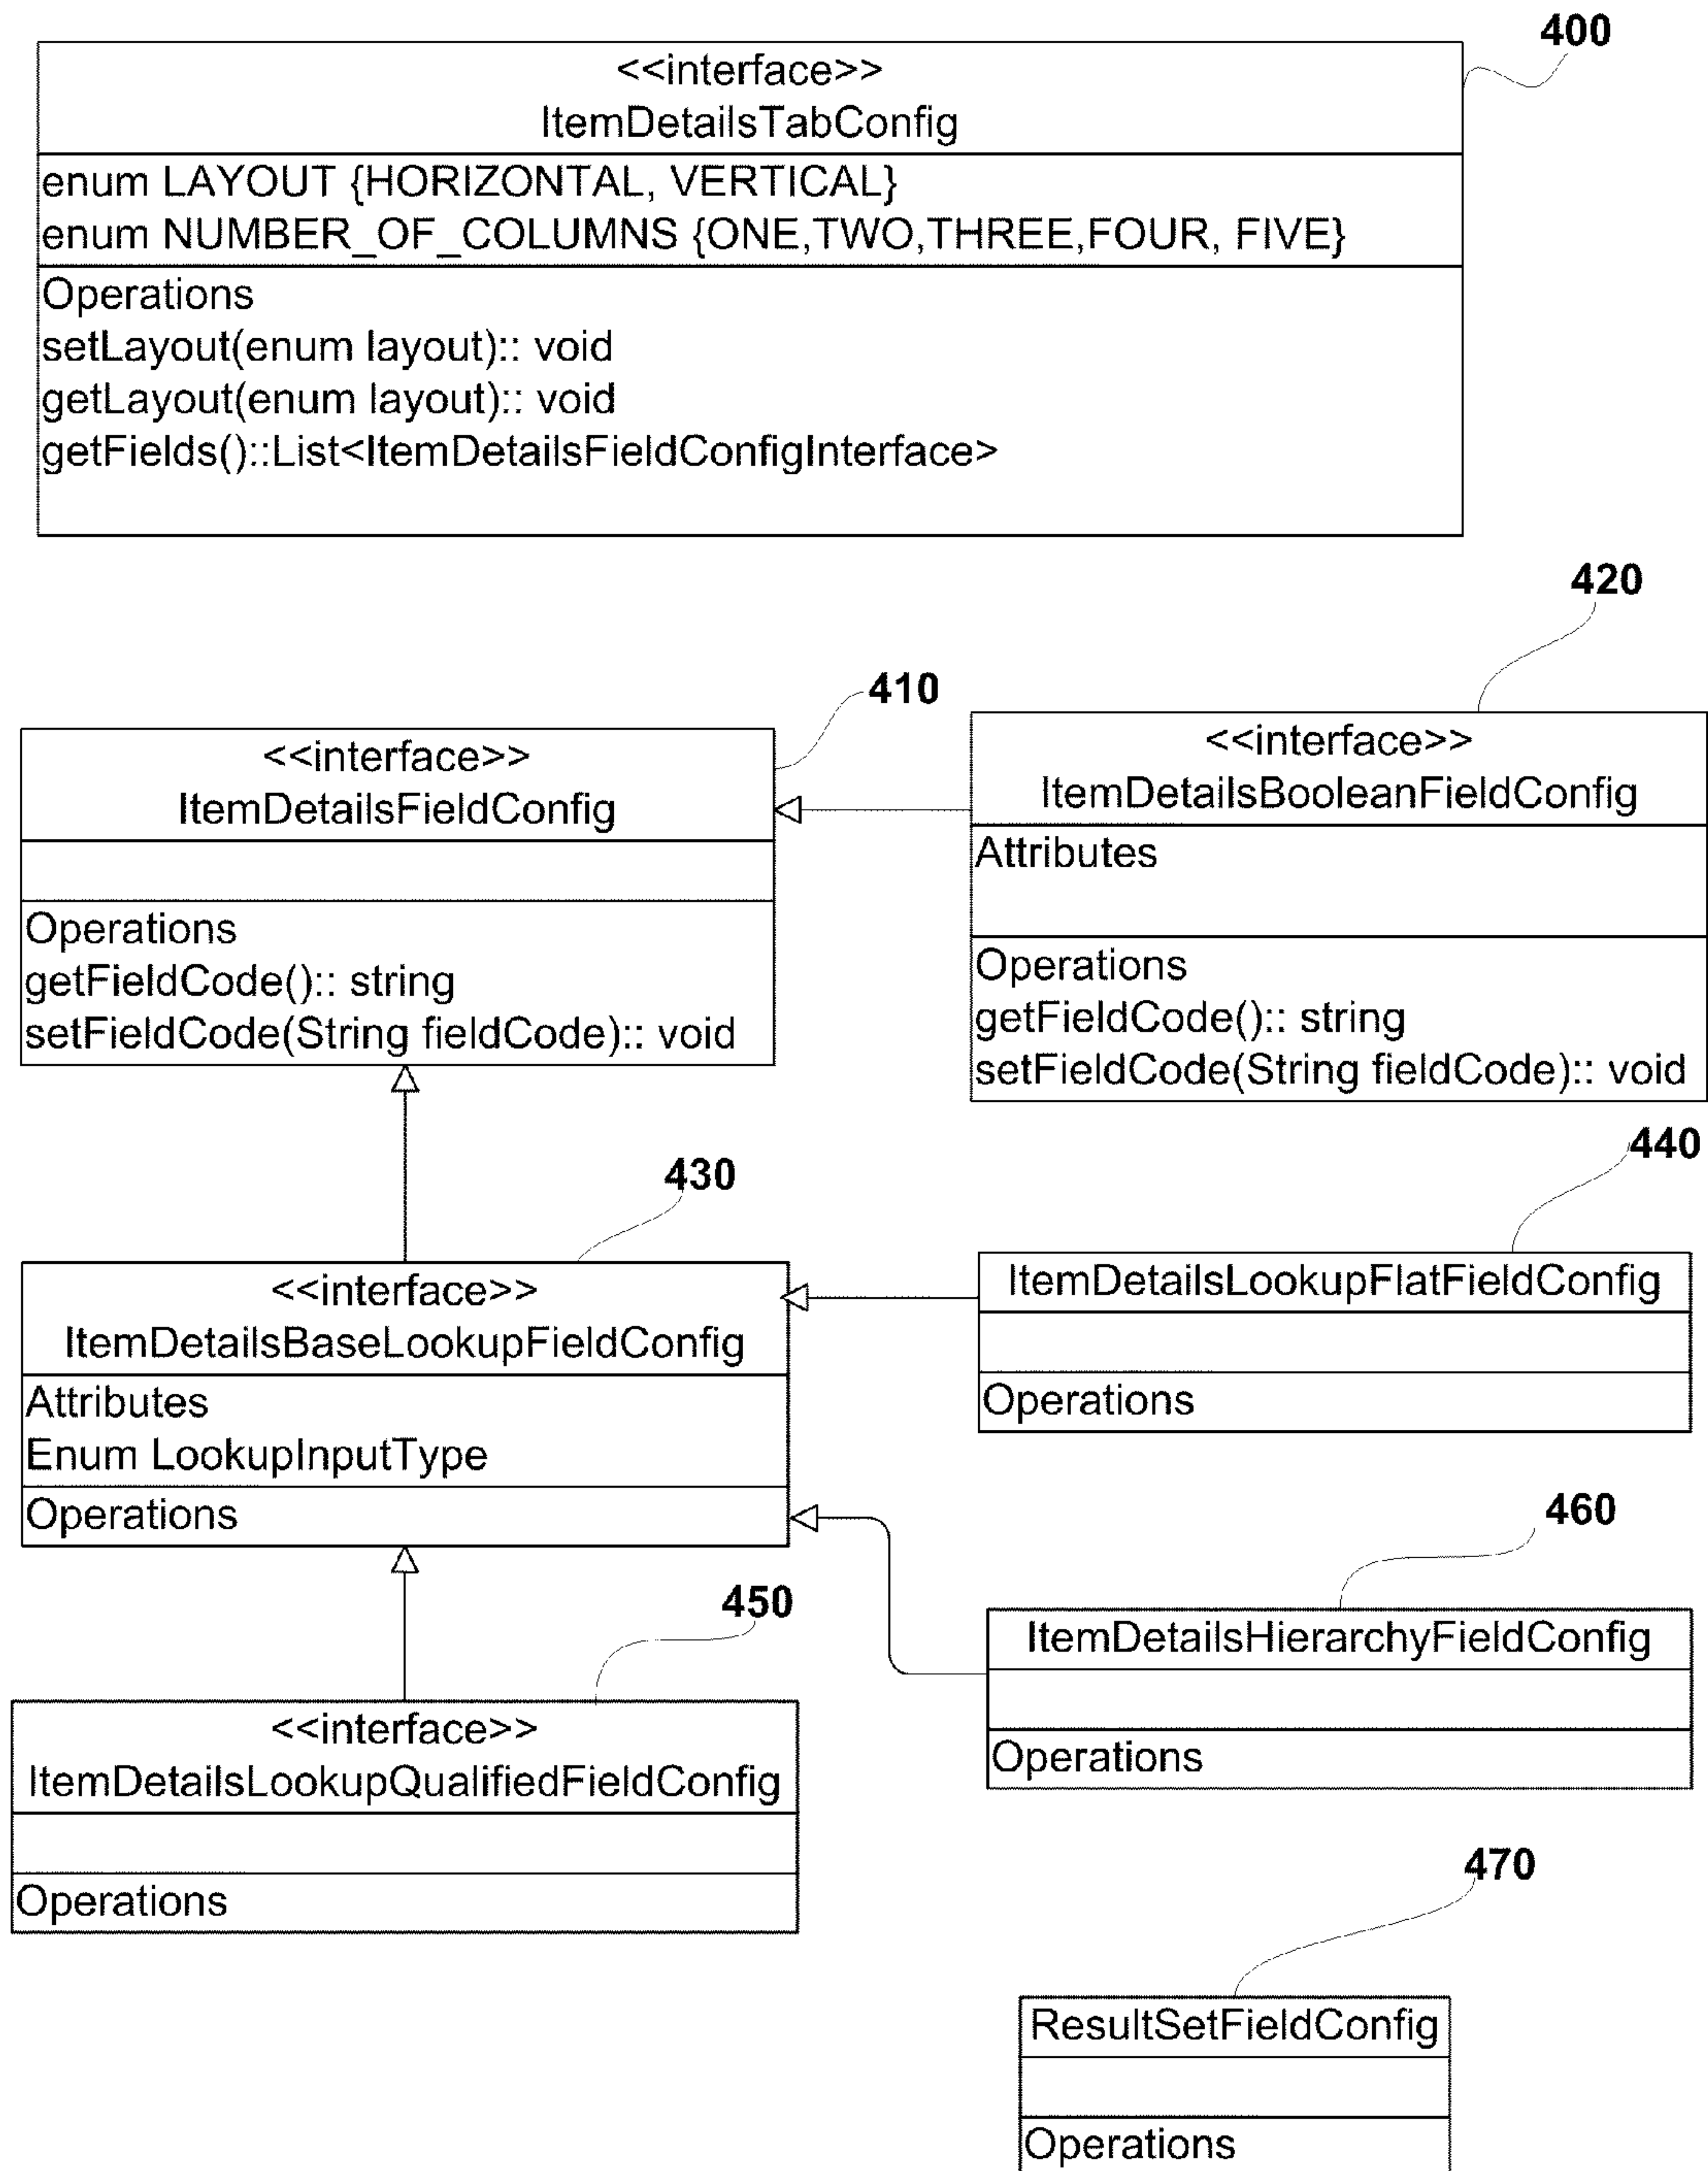 400
<<interface>>
ItemDetailsTabConfig
enum LAYOUT {HORIZONTAL, VERTICAL}
enum NUMBER_OF_COLUMNS {ONE,TWO,THREE,FOUR, FIVE}
Operations
setLayout(enum layout):: void
getLayout(enum layout):: void
getFields()::List<ItemDetailsFieldConfigInterface>
420
410
<<interface>>
ItemDetailsFieldConfig
Operations
getFieldCode():: string
setFieldCode(String fieldCode):: void
<<interface>>
ItemDetailsBooleanFieldConfig
Attributes
Operations
getFieldCode():: string
setFieldCode(String fieldCode):: void
430
<<interface>>
ItemDetailsBaseLookupFieldConfig
Attributes
Enum LookupInputType
Operations
440
ItemDetailsLookupFlatFieldConfig
Operations
460
ItemDetailsHierarchyFieldConfig
Operations
450
<<interface>>
ItemDetailsLookupQualifiedFieldConfig
Operations
470
ResultSetFieldConfig
Operations